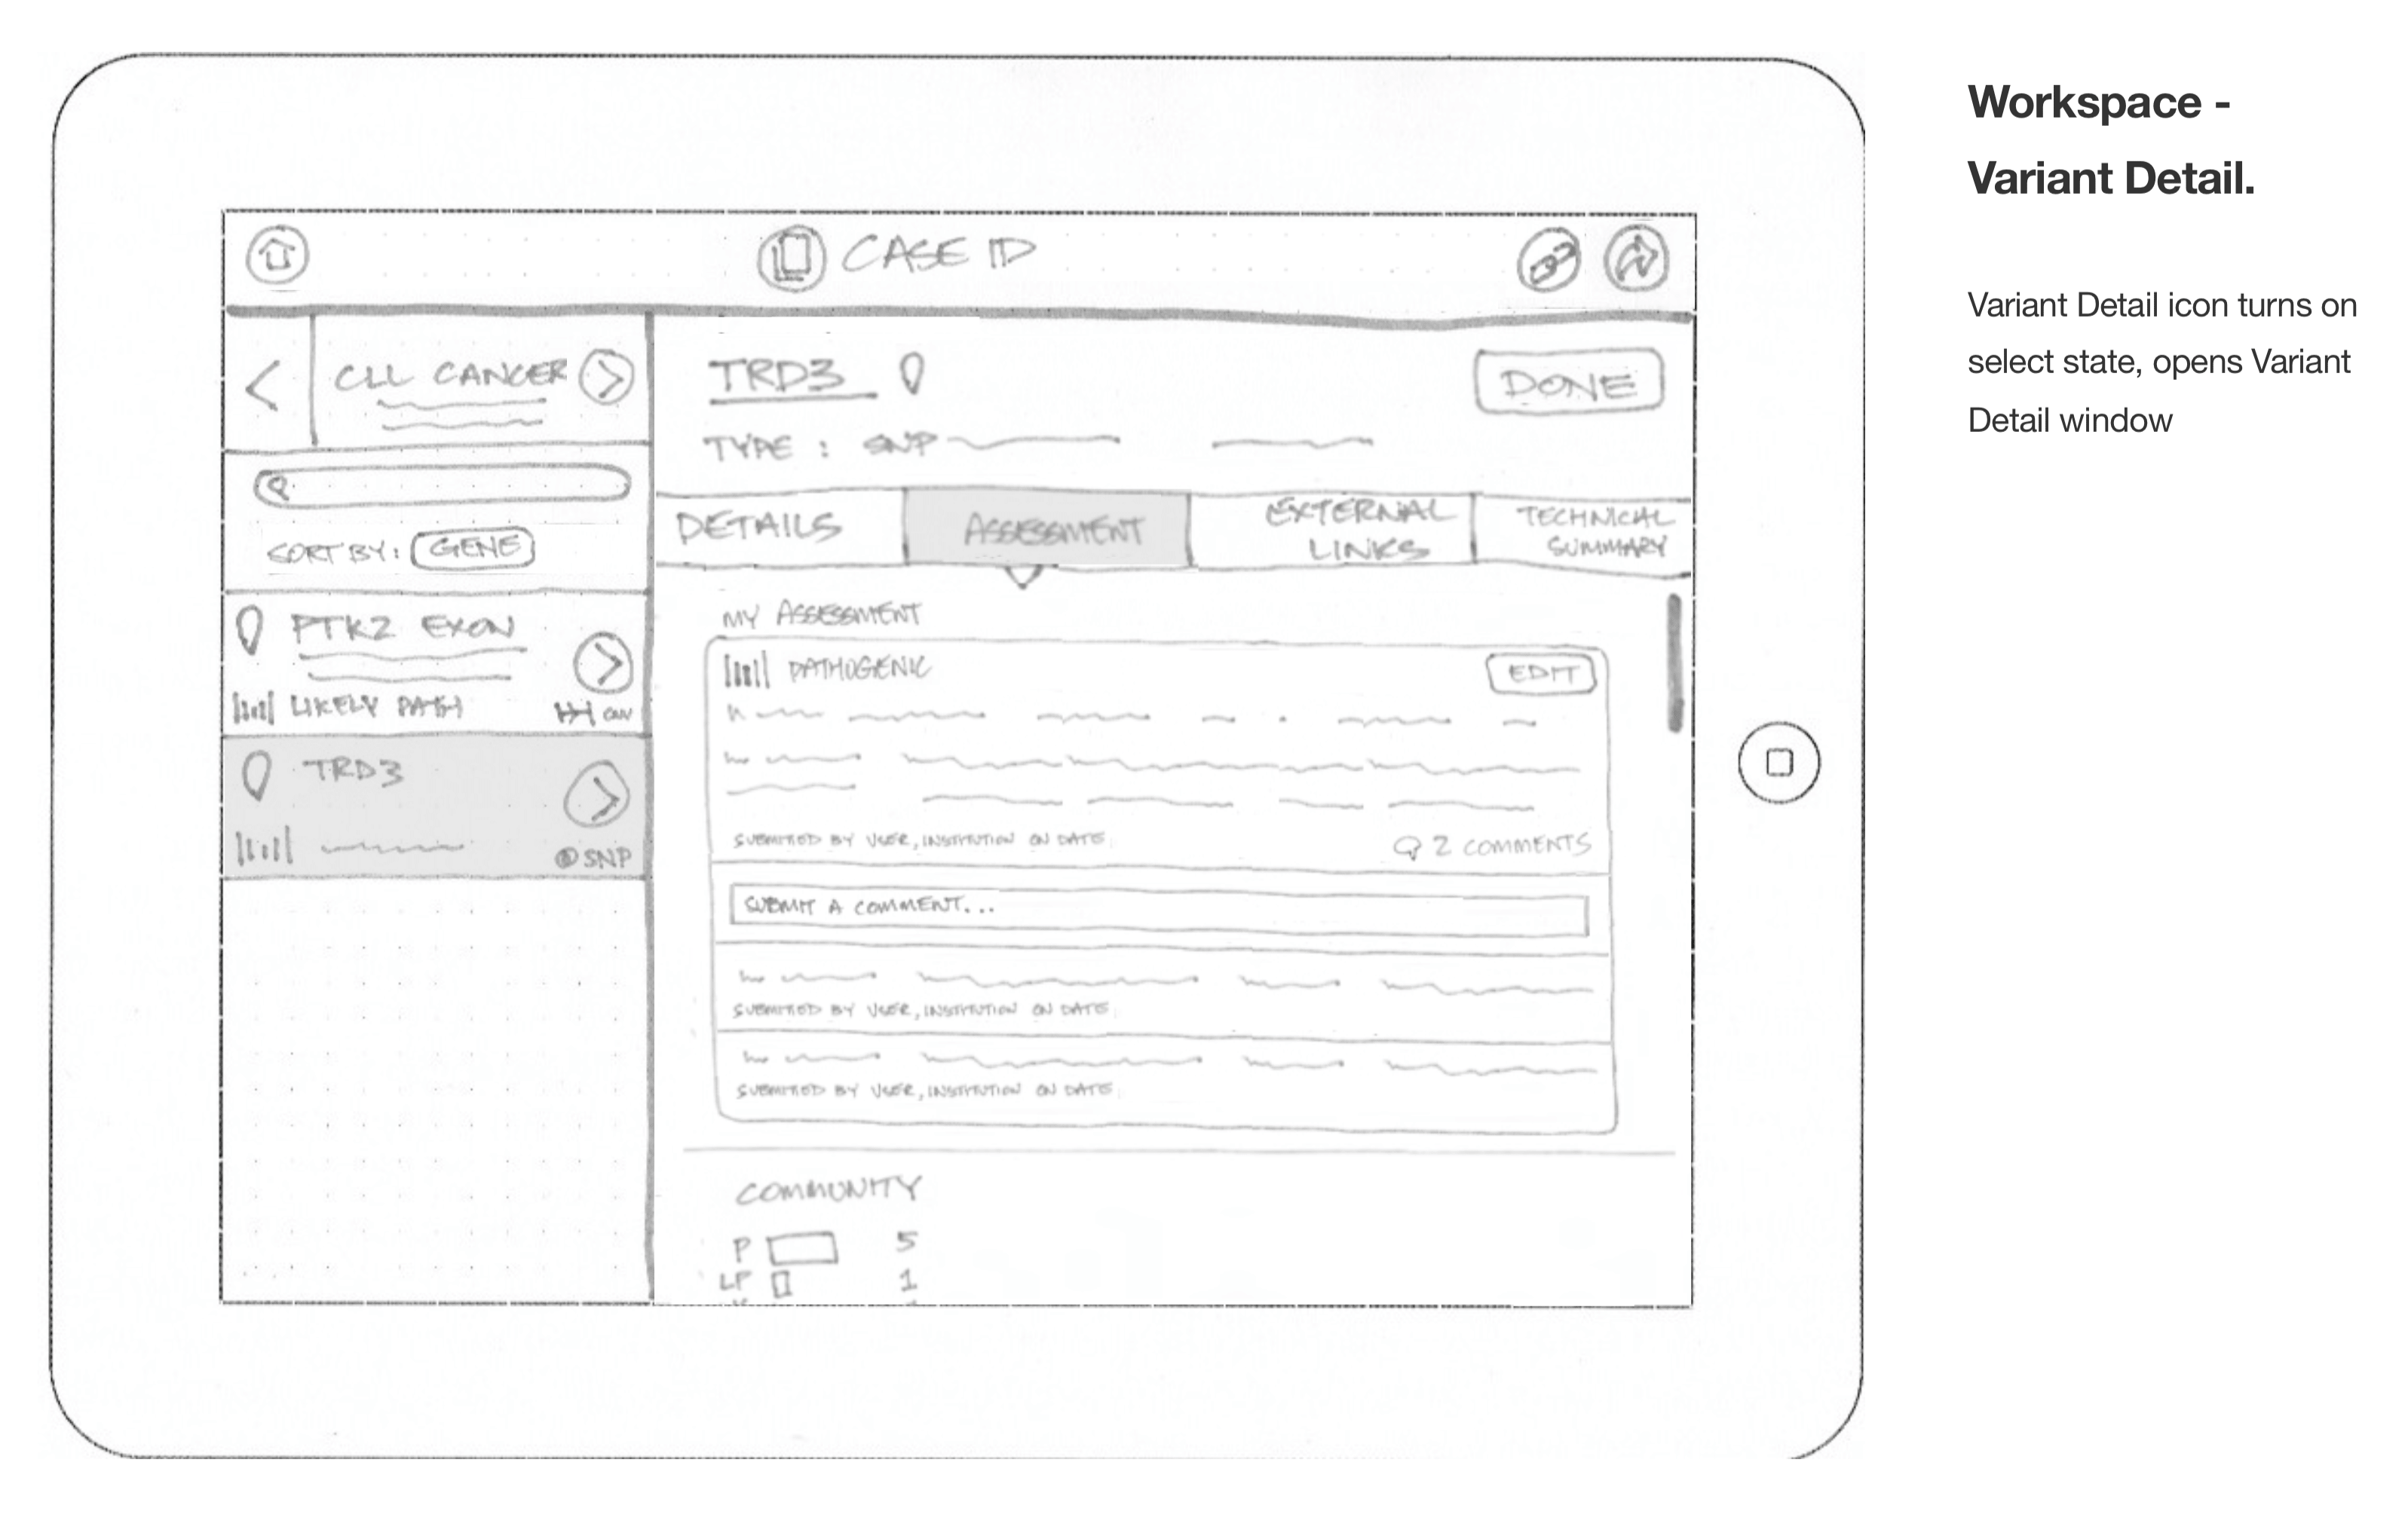 Workspace -
Variant Detail.
Variant Detail icon turns on
select state, opens Variant
Detail window
CASE ID
CLL CANCER
SORT BY: GENE
PTK2 EXON
LIKELY PATH
TRD3
SNP
TRD3
DONE
TYPE : SNP
DETAILS
ASSESSMENT
EXTERNAL
LINKS
TECHNICAL
SUMMARY
MY ASSESSMENT
PATHOGENIC
EDIT
SUBMITTED BY USER, INSTITUTION ON DATE
2 COMMENTS
SUBMIT A COMMENT...
SUBMITTED BY USER, INSTITUTION ON DATE
SUBMITTED BY USER, INSTITUTION ON DATE
COMMUNITY
P 5
LP 1